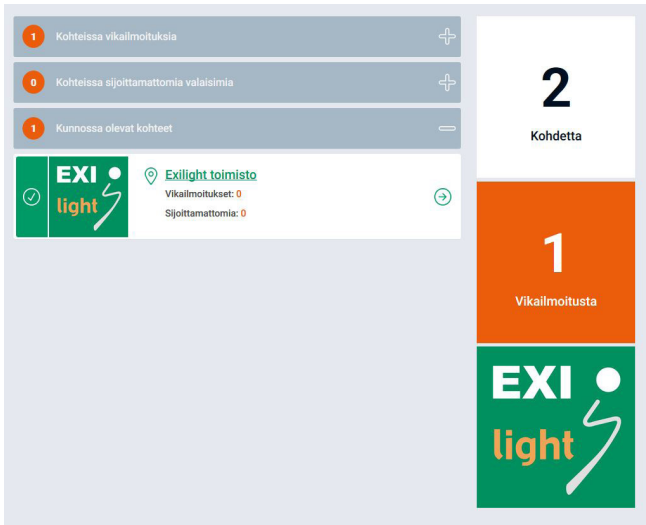 1 Kohteissa vikailmoituksia
0 Kohteissa sijoittamattomia valaisimia
1 Kunnossa olevat kohteet
EXI
light
Exilight toimisto
Vikailmoitukset: 0
Sijoittamattomia: 0
2
Kohdetta
1
Vikailmoitusta
EXI
light